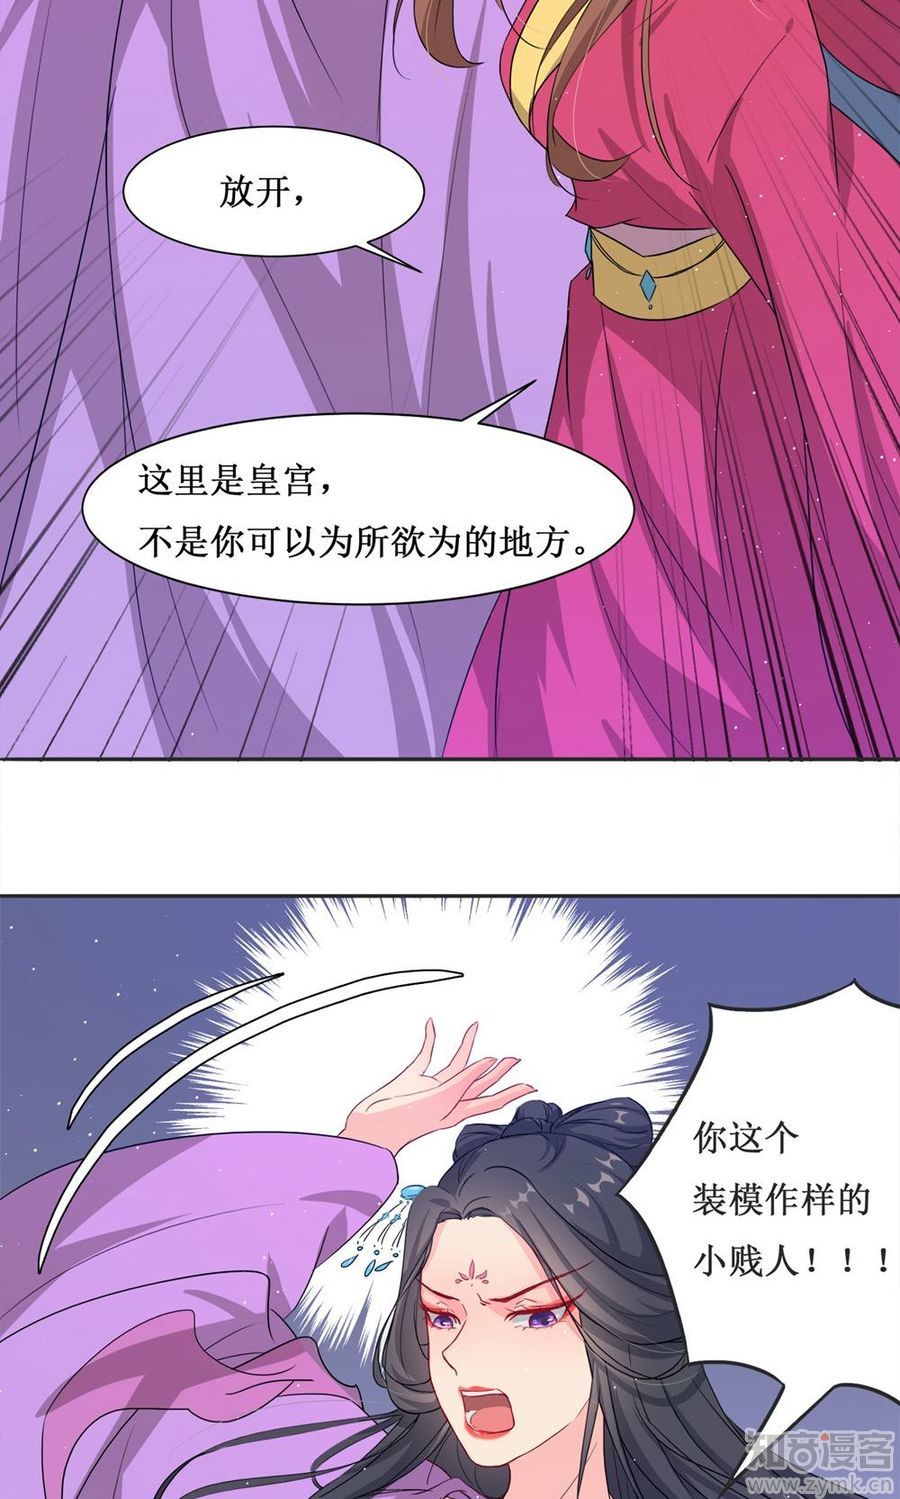 放开，
这里是皇宫，
不是你可以为所欲为的地方。
你这个
装模作样的
小贱人！！！
知音漫客
www.zymk.cn